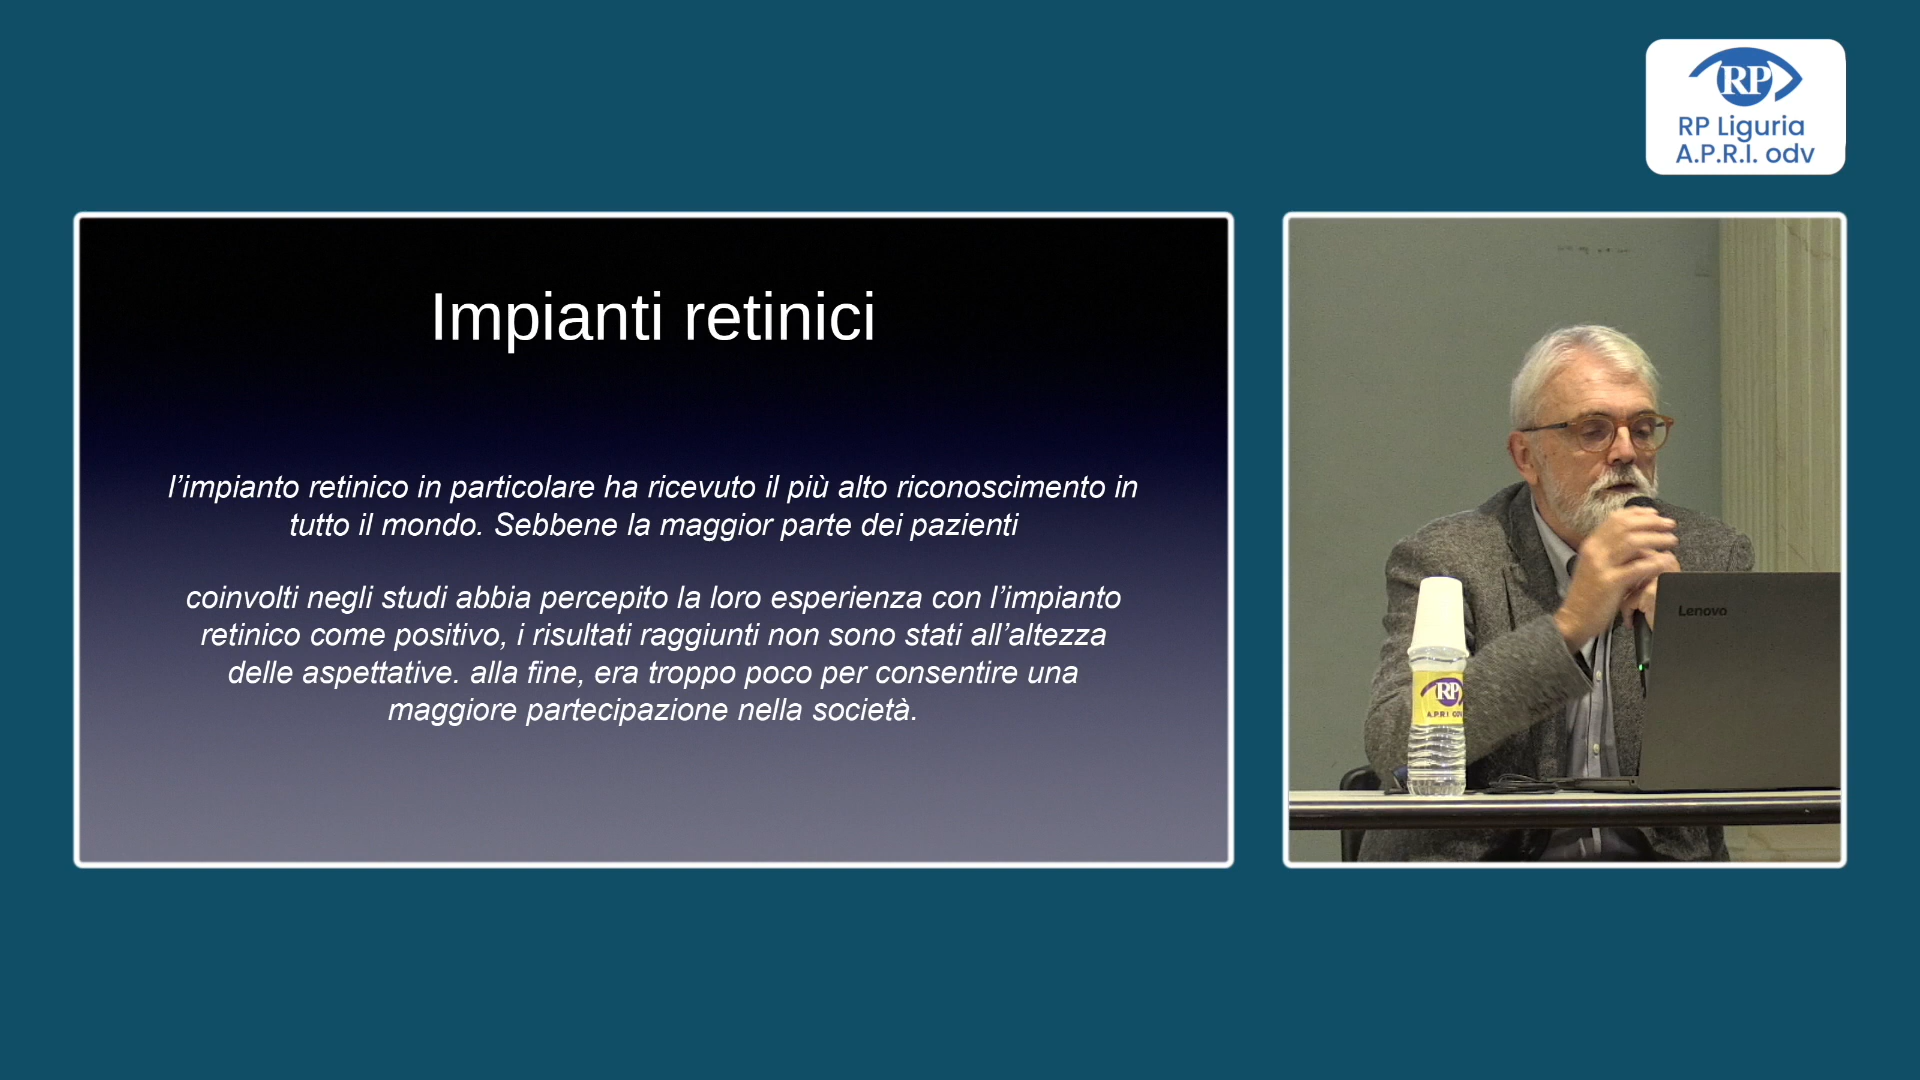 RP
RP Liguria
A.P.R.I. odv
Impianti retinici
l’impianto retinico in particolare ha ricevuto il più alto riconoscimento in
tutto il mondo. Sebbene la maggior parte dei pazienti
coinvolti negli studi abbia percepito la loro esperienza con l’impianto
retinico come positivo, i risultati raggiunti non sono stati all’altezza
delle aspettative. alla fine, era troppo poco per consentire una
maggiore partecipazione nella società.
Lenovo
RP
A.P.R.I